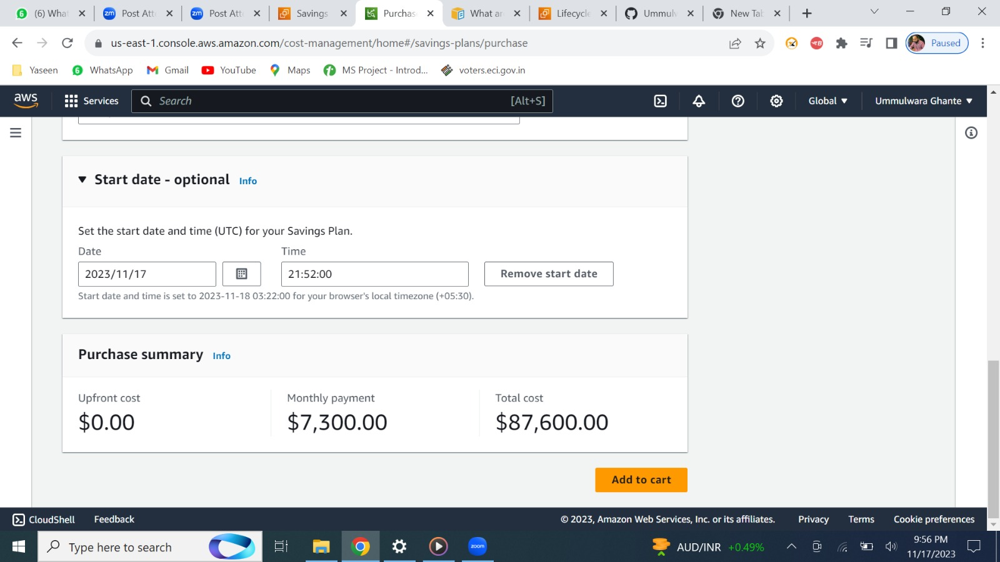 (6) What
Post Att
Post Att
Savings
Purchas
What ar
Lifecycle
Ummulv
New Tab
us-east-1.console.aws.amazon.com/cost-management/home#/savings-plans/purchase
Paused
Yaseen
WhatsApp
Gmail
YouTube
Maps
MS Project - Introd...
voters.eci.gov.in
aws
Services
Search
[Alt+S]
Global
Ummulwara Ghante
Start date - optional Info
Set the start date and time (UTC) for your Savings Plan.
Date
Time
2023/11/17
21:52:00
Remove start date
Start date and time is set to 2023-11-18 03:22:00 for your browser's local timezone (+05:30).
Purchase summary Info
Upfront cost
Monthly payment
Total cost
$0.00
$7,300.00
$87,600.00
Add to cart
CloudShell
Feedback
© 2023, Amazon Web Services, Inc. or its affiliates.
Privacy
Terms
Cookie preferences
Type here to search
zoom
AUD/INR +0.49%
9:56 PM
11/17/2023